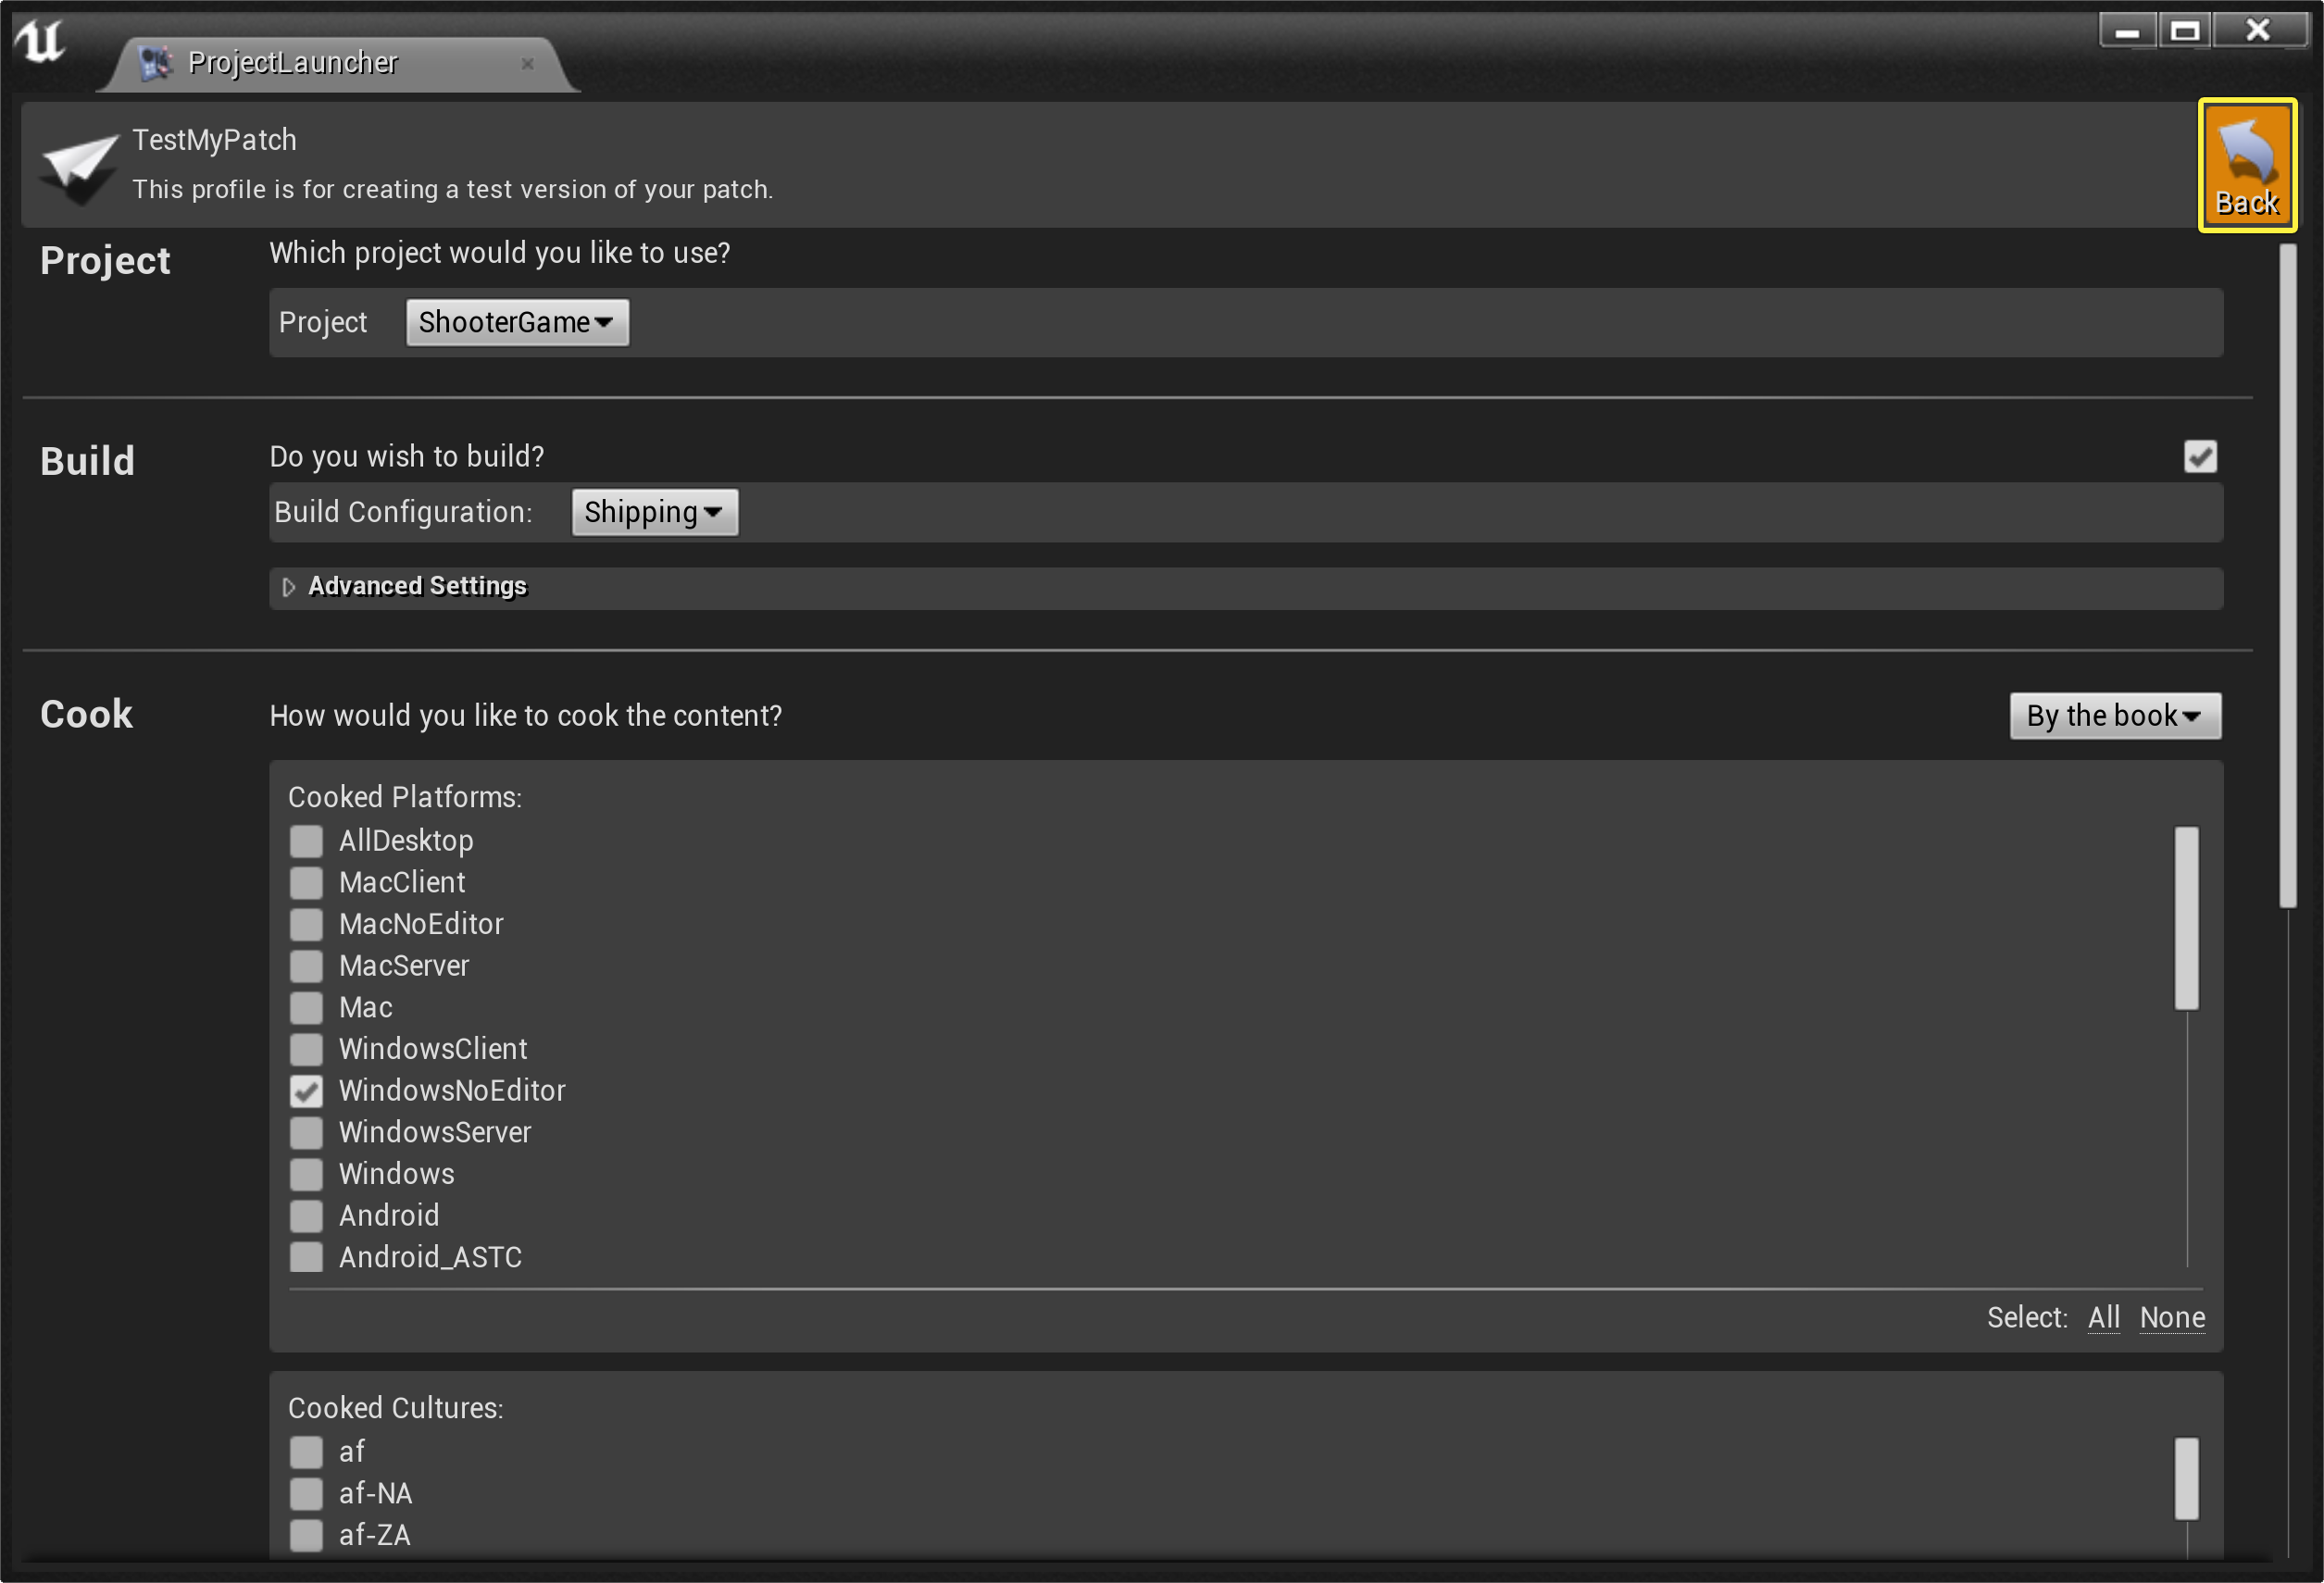 ProjectLauncher
TestMyPatch
This profile is for creating a test version of your patch.
Back
Project
Which project would you like to use?
Project ShooterGame
Build
Do you wish to build?
Build Configuration: Shipping
Advanced Settings
Cook
How would you like to cook the content?
By the book
Cooked Platforms:
AllDesktop
MacClient
MacNoEditor
MacServer
Mac
WindowsClient
WindowsNoEditor
WindowsServer
Windows
Android
Android_ASTC
Select: All None
Cooked Cultures:
af
af-NA
af-ZA